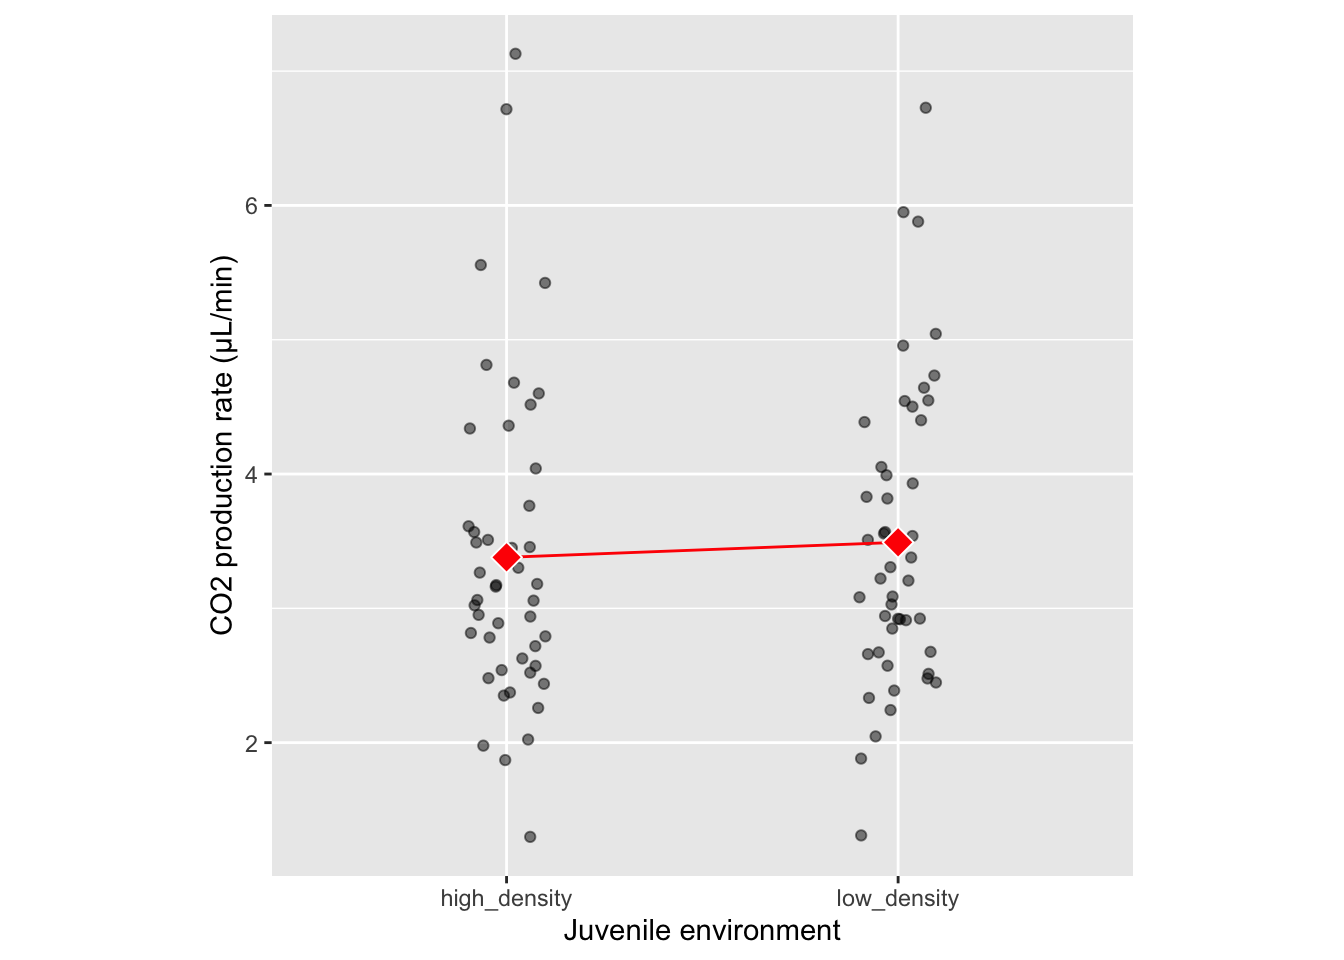 6
4
2
CO2 production rate (µL/min)
high_density
low_density
Juvenile environment